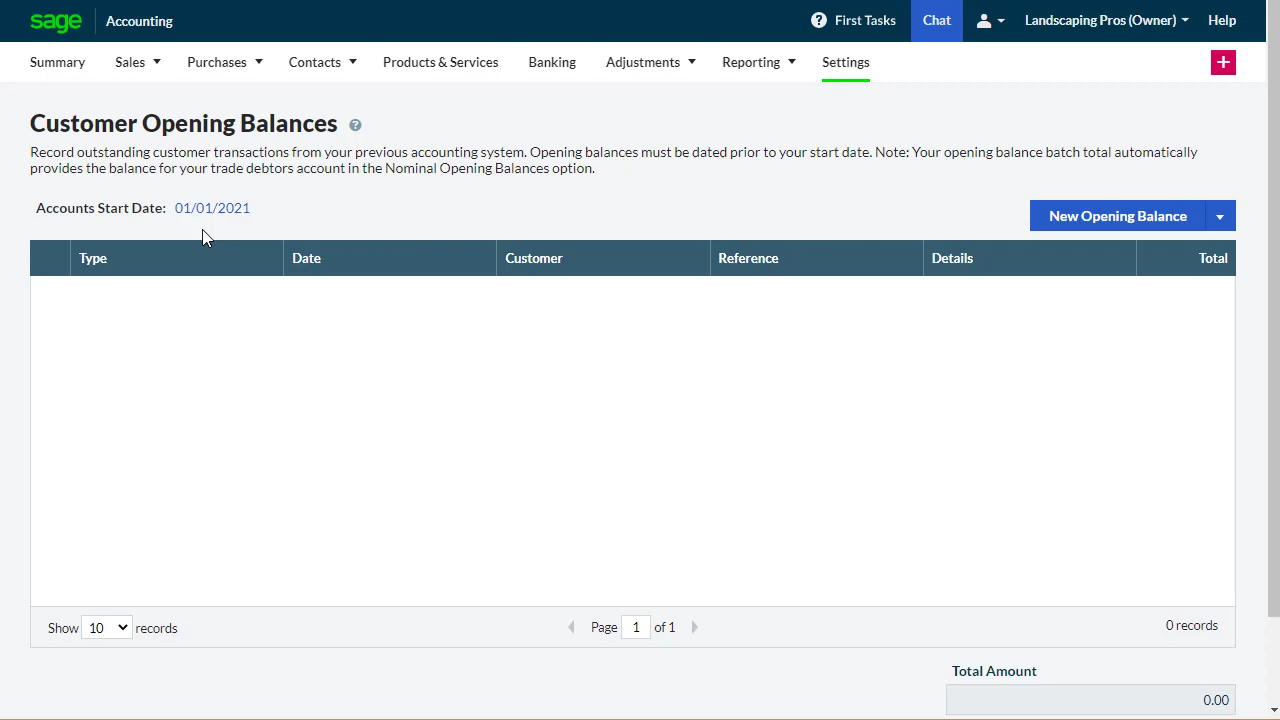 sage Accounting First Tasks Chat Landscaping Pros (Owner) Help
Summary Sales Purchases Contacts Products & Services Banking Adjustments Reporting Settings
Customer Opening Balances
Record outstanding customer transactions from your previous accounting system. Opening balances must be dated prior to your start date. Note: Your opening balance batch total automatically
provides the balance for your trade debtors account in the Nominal Opening Balances option.
Accounts Start Date: 01/01/2021
New Opening Balance
Type Date Customer Reference Details Total
Show 10 records Page 1 of 1 0 records
Total Amount
0.00